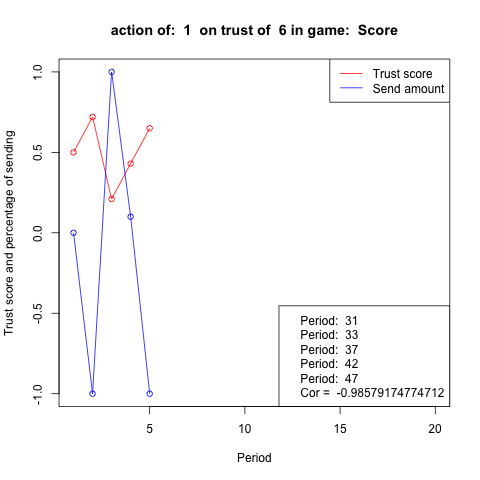 action of:  1  on trust of  6 in game:  Score
Trust score
Send amount
1.0
0.5
0.0
-0.5
-1.0
Trust score and percentage of sending
Period:  31
Period:  33
Period:  37
Period:  42
Period:  47
Cor =  -0.98579174774712
5 10 15 20
Period